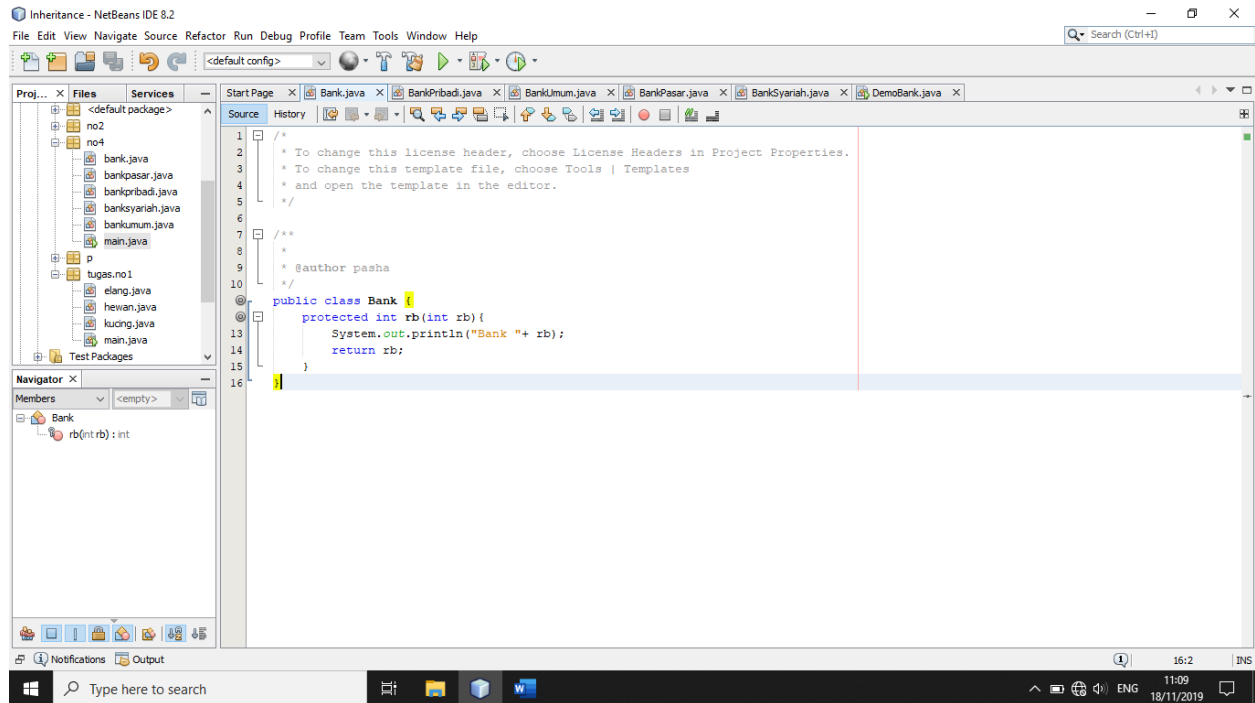 Inheritance - NetBeans IDE 8.2
File Edit View Navigate Source Refactor Run Debug Profile Team Tools Window Help
Search (Ctrl+I)
<default config>
Proj... Files Services
<default package>
no2
no4
bank.java
bankpasar.java
bankpribadi.java
banksyariah.java
bankumum.java
main.java
p
tugas.no1
elang.java
hewan.java
kucing.java
main.java
Test Packages
Navigator
Members <empty>
Bank
rb(int rb) : int
Start Page Bank.java BankPribadi.java BankUmum.java BankPasar.java BankSyariah.java DemoBank.java
Source History
1 /*
2 * To change this license header, choose License Headers in Project Properties.
3 * To change this template file, choose Tools | Templates
4 * and open the template in the editor.
5 */
6
7 /**
8 *
9 * @author pasha
10 */
public class Bank {
protected int rb(int rb){
13 System.out.println("Bank "+ rb);
14 return rb;
15 }
16 }
Notifications Output
1 16:2 INS
Type here to search
W
ENG
11:09
18/11/2019